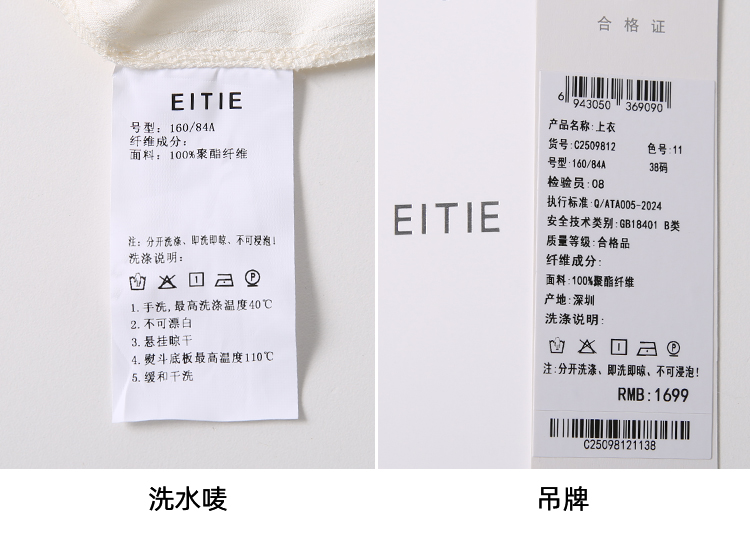 EITIE
号型: 160/84A
纤维成分:
面料: 100%聚酯纤维
注: 分开洗涤、即洗即晾、不可浸泡!
洗涤说明:
P
1.手洗,最高洗涤温度40℃
2.不可漂白
3.悬挂晾干
4.熨斗底板最高温度110℃
5.缓和干洗
洗水唛
EITIE
合格证
6 943050 369090
产品名称:上衣
货号:C2509812 色号:11
号型:160/84A 38码
检验员:08
执行标准:Q/ATA005-2024
安全技术类别:GB18401 B类
质量等级:合格品
纤维成分:
面料:100%聚酯纤维
产地:深圳
洗涤说明:
P
注:分开洗涤、即洗即晾、不可浸泡!
RMB:1699
C25098121138
吊牌